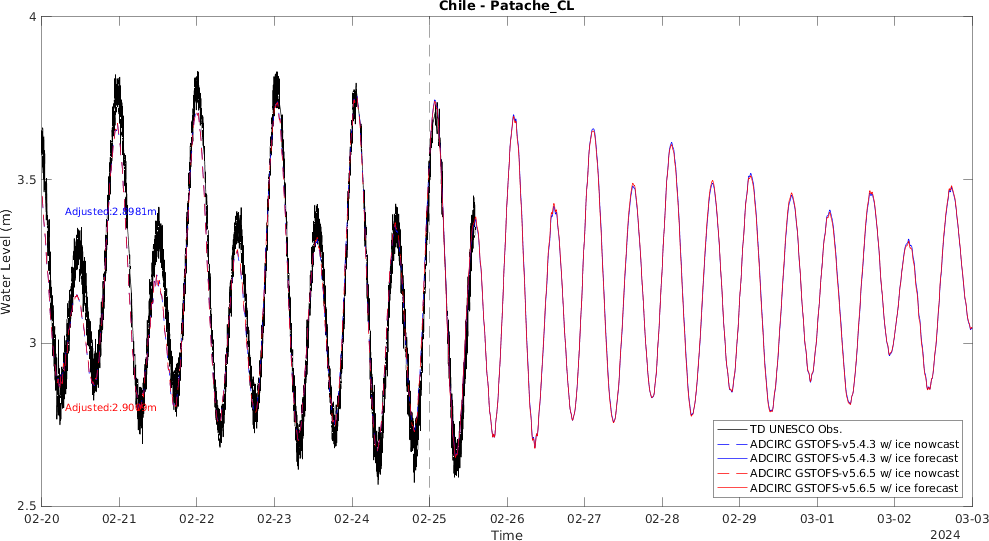 Chile - Patache_CL
4
3.5
3
2.5
Water Level (m)
Adjusted:2.8981m
TD UNESCO Obs.
ADCIRC GSTOFS-v5.4.3 w/ ice nowcast
ADCIRC GSTOFS-v5.4.3 w/ ice forecast
ADCIRC GSTOFS-v5.6.5 w/ ice nowcast
ADCIRC GSTOFS-v5.6.5 w/ ice forecast
02-20 02-21 02-22 02-23 02-24 02-25 02-26 02-27 02-28 02-29 03-01 03-02 03-03
Time
2024